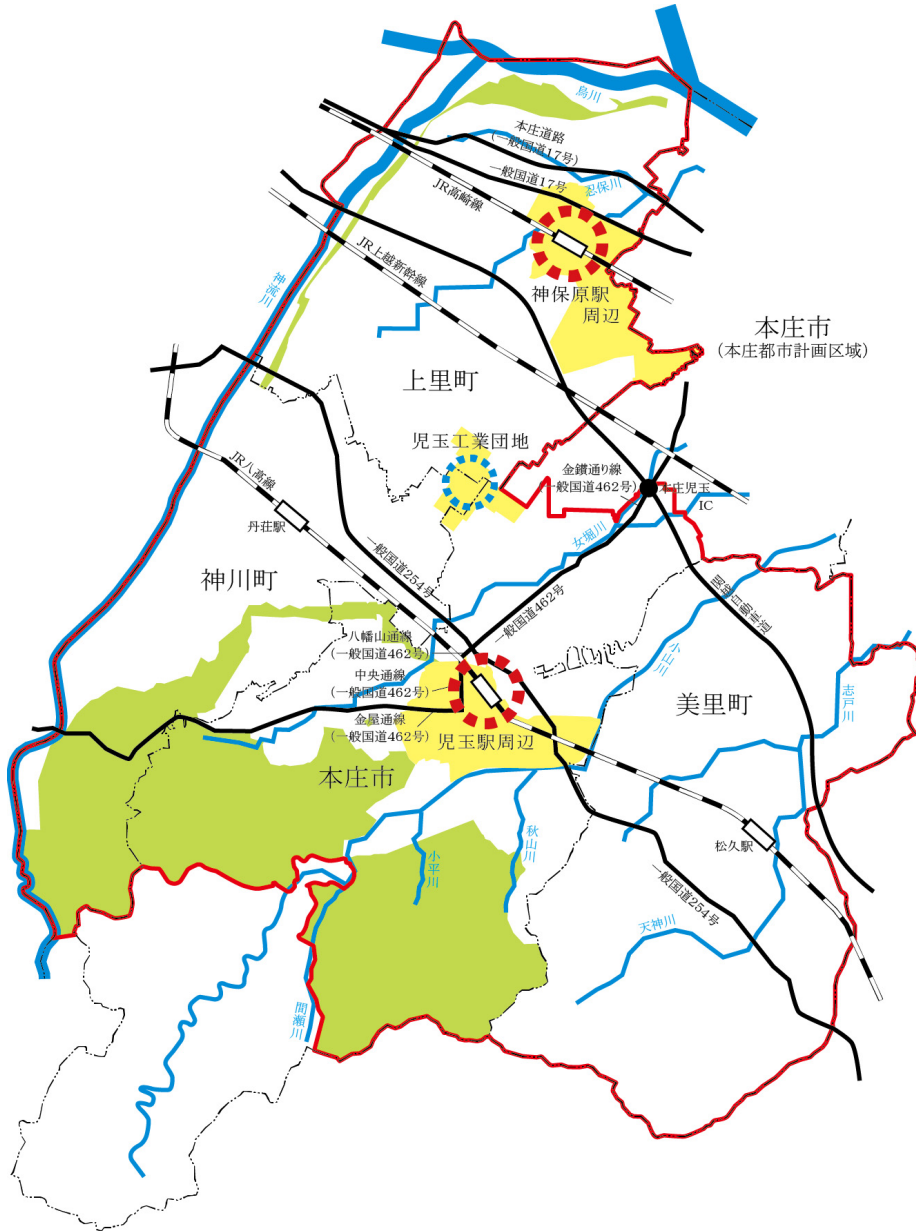 烏川
本庄道路
(一般国道17号)
一般国道17号
忍保川
JR高崎線
JR上越新幹線
神流川
神保原駅
周辺
本庄市
(本庄都市計画区域)
上里町
児玉工業団地
金鑚通り線
一般国道462号)
本庄児玉
IC
JR八高線
丹荘駅
女堀川
一般国道254号
一般国道462号
関越自動車道
神川町
八幡山通線
(一般国道462号)
中央通線
(一般国道462号)
金屋通線
(一般国道462号)
小山川
美里町
志戸川
児玉駅周辺
本庄市
松久駅
小平川
秋山川
一般国道254号
天神川
間瀬川